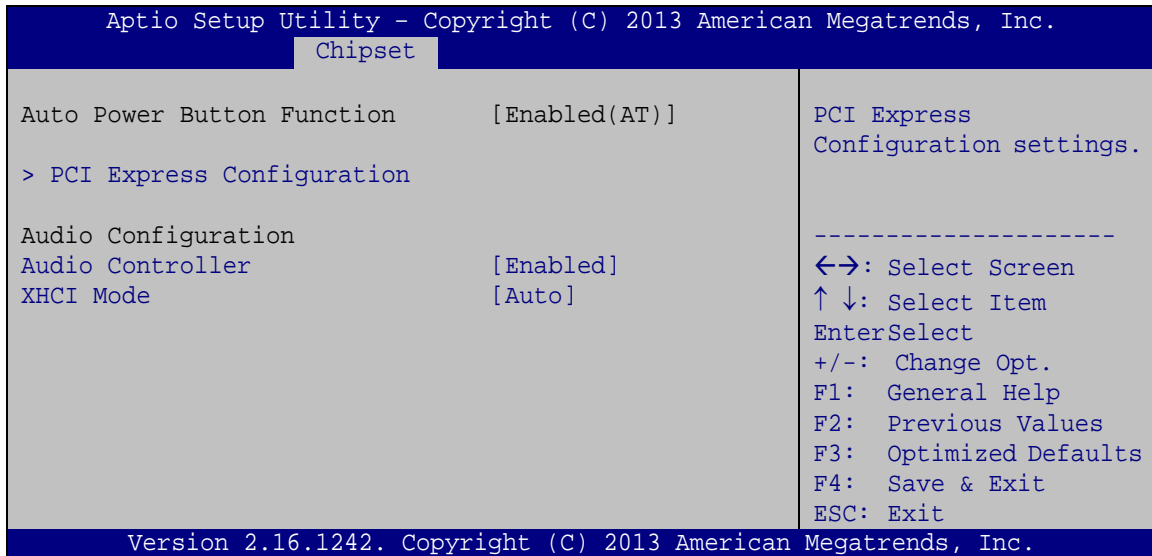 Aptio Setup Utility – Copyright (C) 2013 American Megatrends, Inc.
Chipset
Auto Power Button Function [Enabled(AT)]
> PCI Express Configuration
Audio Configuration
Audio Controller [Enabled]
XHCI Mode [Auto]
PCI Express
Configuration settings.
---------------------
←→: Select Screen
↑ ↓: Select Item
EnterSelect
+/-: Change Opt.
F1: General Help
F2: Previous Values
F3: Optimized Defaults
F4: Save & Exit
ESC: Exit
Version 2.16.1242. Copyright (C) 2013 American Megatrends, Inc.